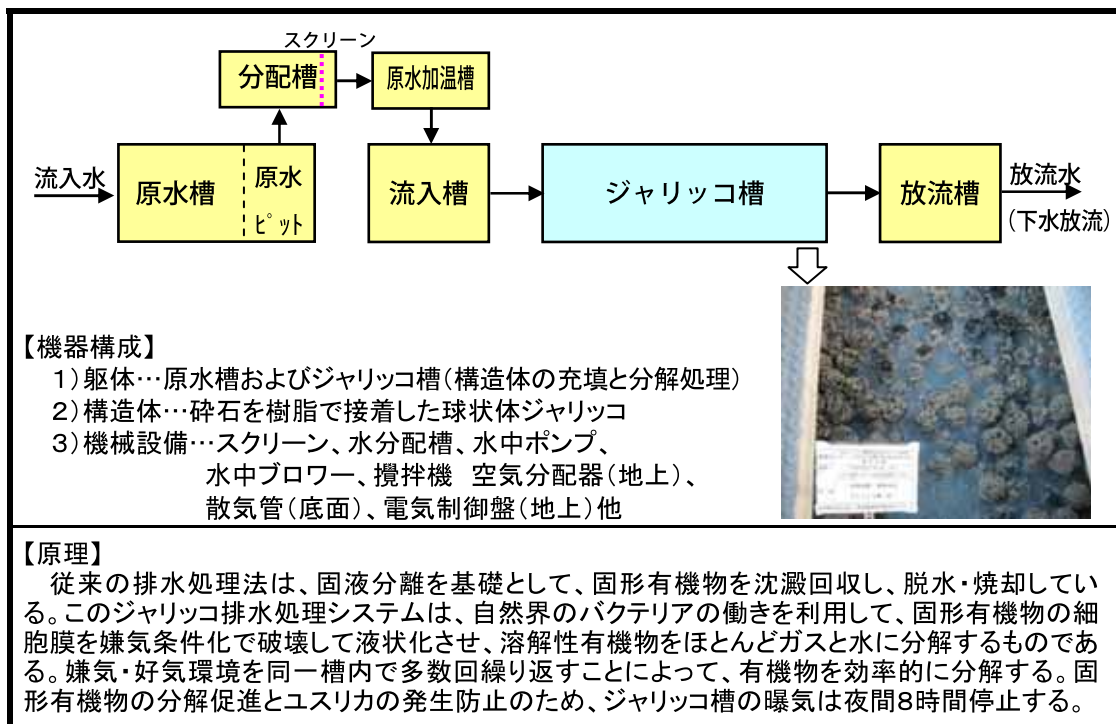 スクリーン
分配槽
原水加温槽
流入水
原水槽
原水
ﾋﾟｯﾄ
流入槽
ジャリッコ槽
放流槽
放流水
(下水放流)
【機器構成】
1)躯体…原水槽およびジャリッコ槽(構造体の充填と分解処理)
2)構造体…砕石を樹脂で接着した球状体ジャリッコ
3)機械設備…スクリーン、水分配槽、水中ポンプ、
水中ブロワー、攪拌機 空気分配器(地上)、
散気管(底面)、電気制御盤(地上)他
【原理】
従来の排水処理法は、固液分離を基礎として、固形有機物を沈澱回収し、脱水・焼却してい
る。このジャリッコ排水処理システムは、自然界のバクテリアの働きを利用して、固形有機物の細
胞膜を嫌気条件化で破壊して液状化させ、溶解性有機物をほとんどガスと水に分解するものであ
る。嫌気・好気環境を同一槽内で多数回繰り返すことによって、有機物を効率的に分解する。固
形有機物の分解促進とユスリカの発生防止のため、ジャリッコ槽の曝気は夜間8時間停止する。